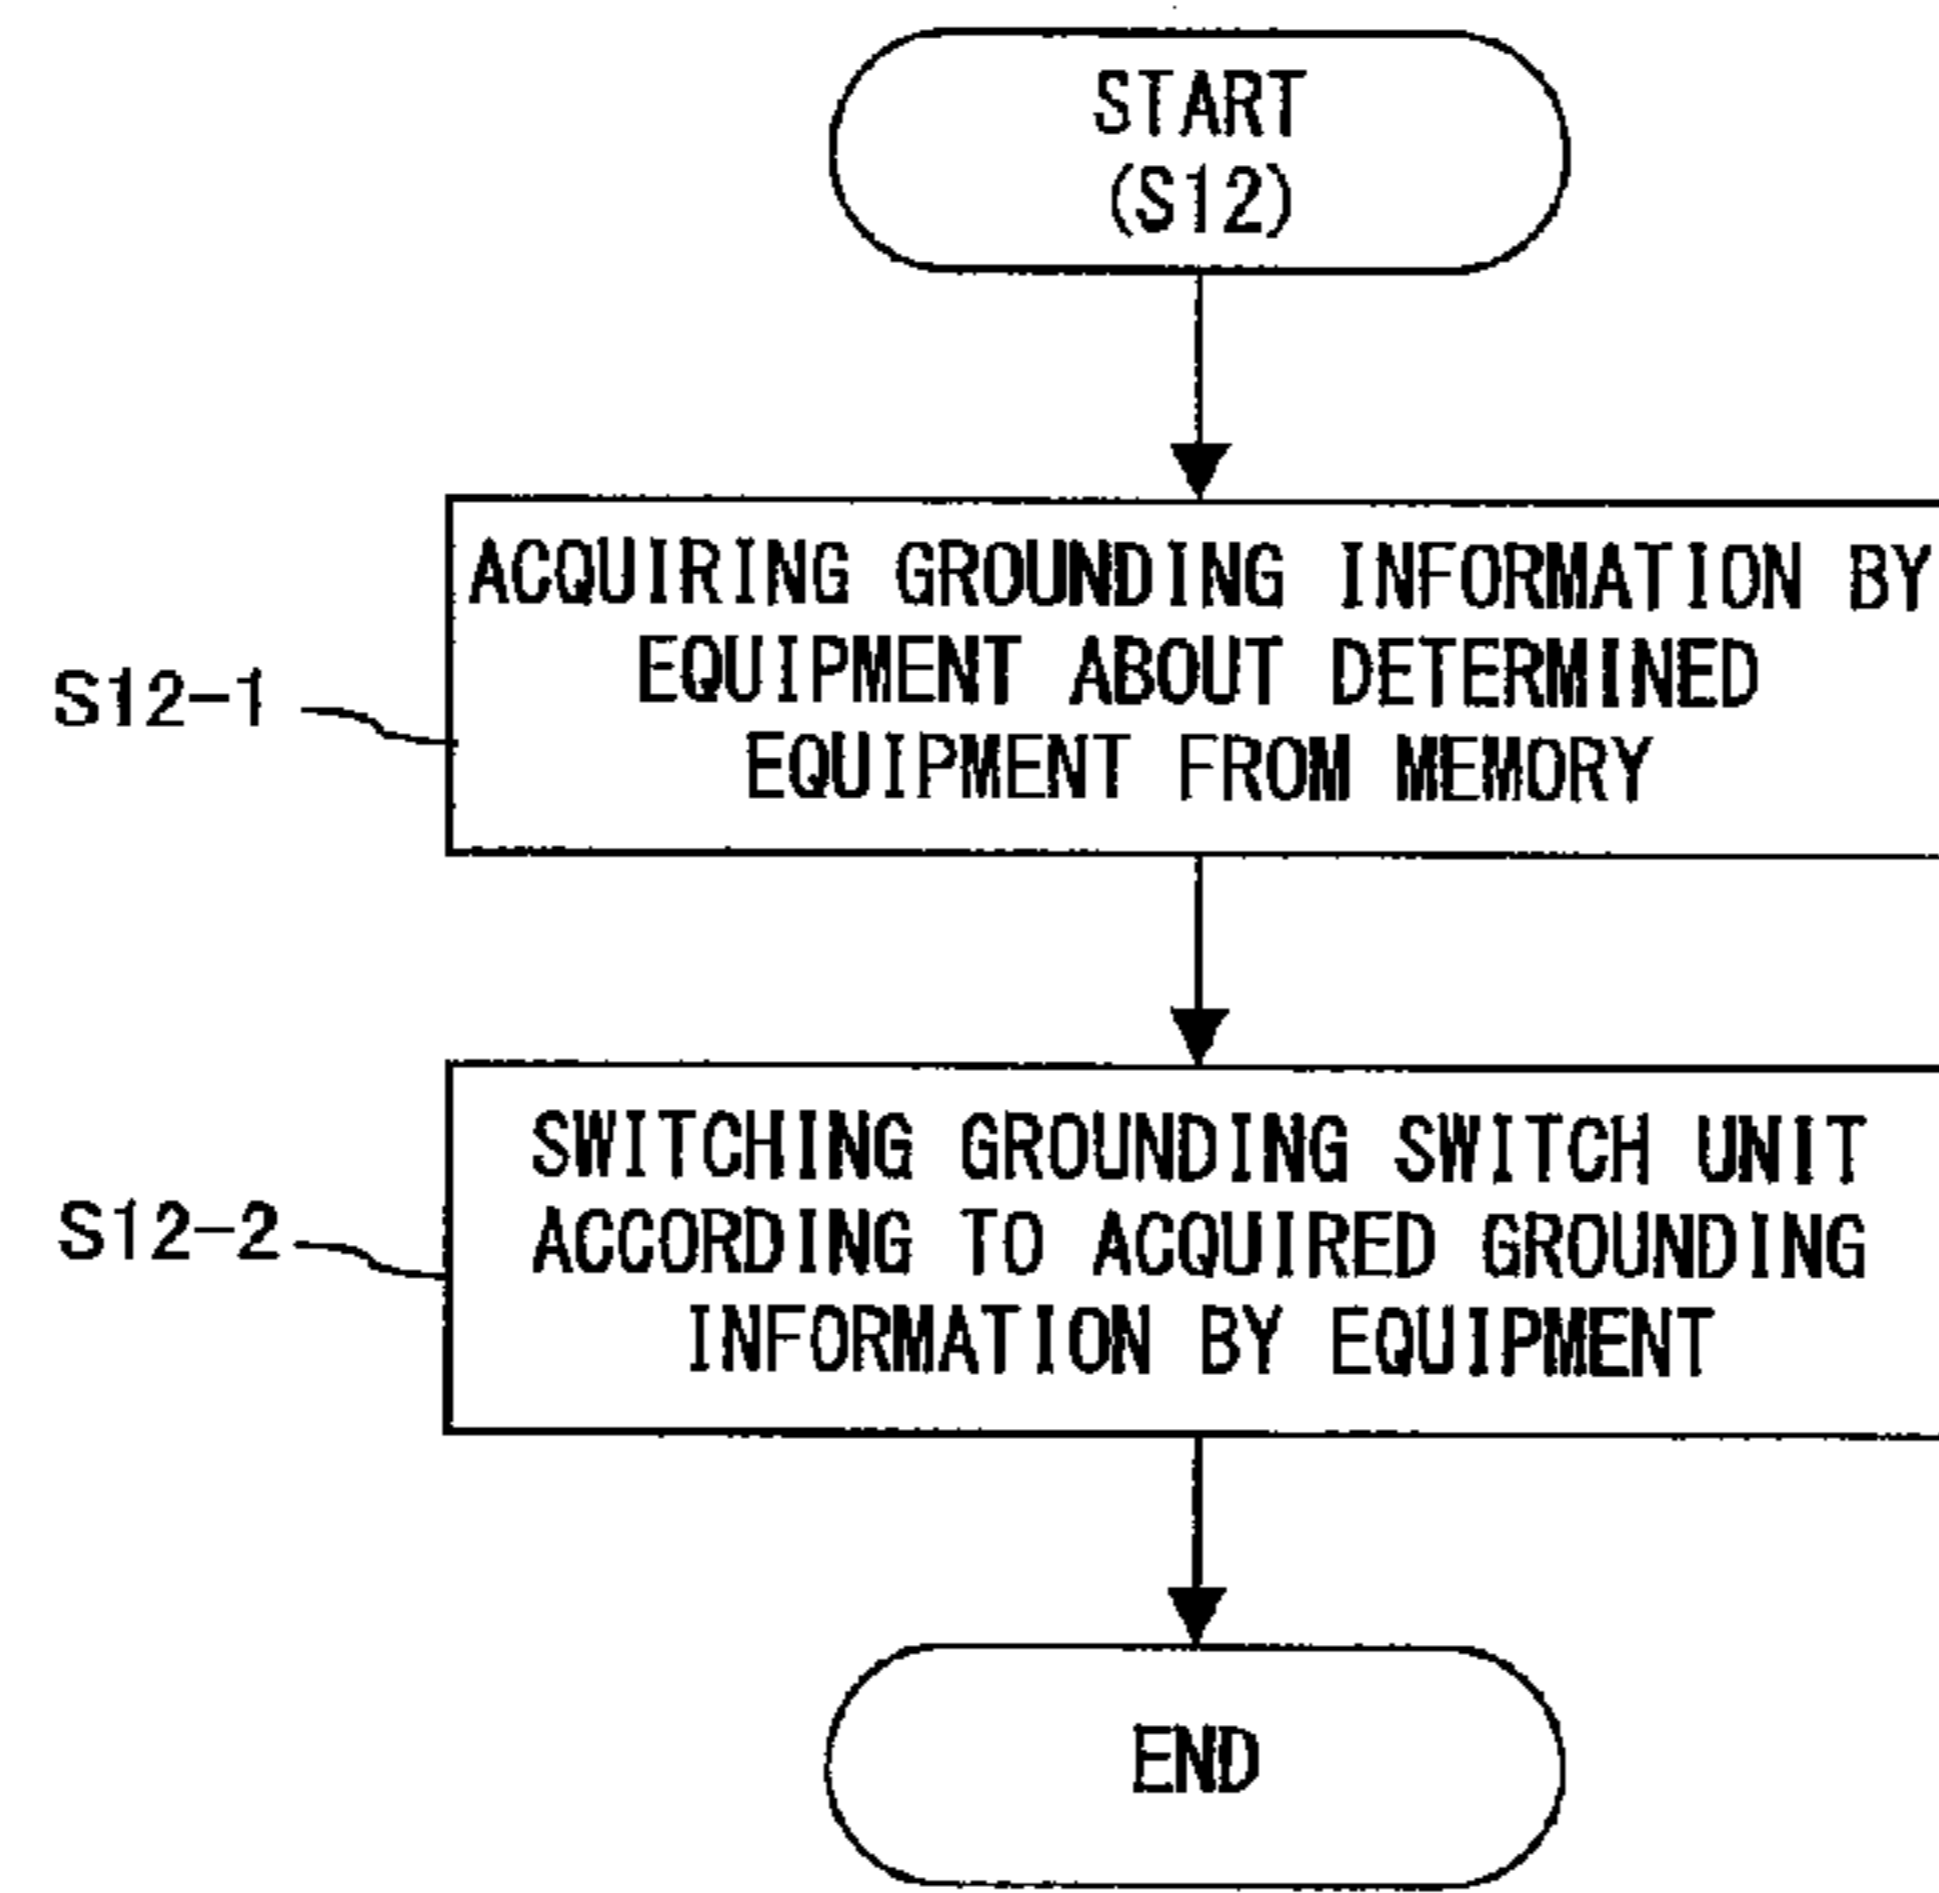 START
(S12)
ACQUIRING GROUNDING INFORMATION BY
EQUIPMENT ABOUT DETERMINED
EQUIPMENT FROM MEMORY
S12-1
SWITCHING GROUNDING SWITCH UNIT
ACCORDING TO ACQUIRED GROUNDING
INFORMATION BY EQUIPMENT
S12-2
END